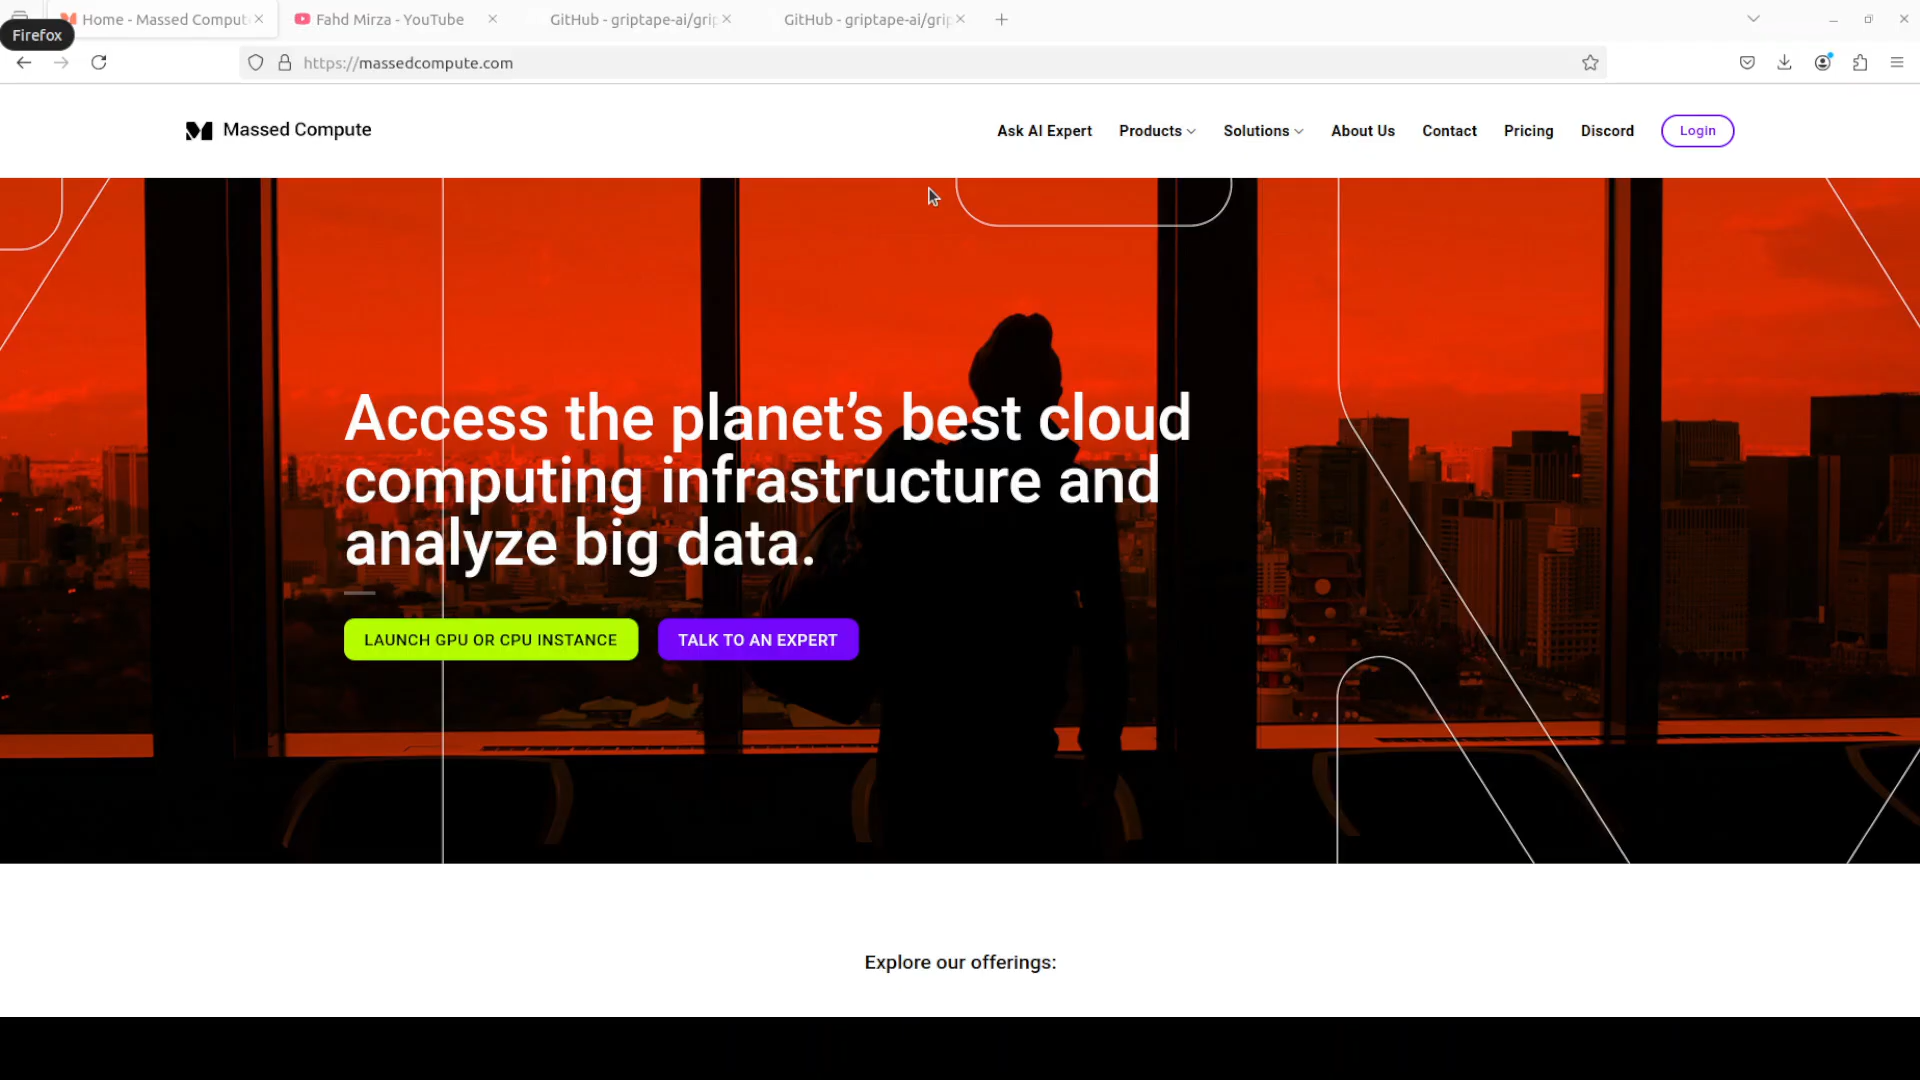 Home - Massed Comput
Fahd Mirza - YouTube
GitHub - griptape-ai/grip
GitHub - griptape-ai/grip
Firefox
https://massedcompute.com
Massed Compute
Ask AI Expert
Products
Solutions
About Us
Contact
Pricing
Discord
Login
Access the planet’s best cloud
computing infrastructure and
analyze big data.
LAUNCH GPU OR CPU INSTANCE
TALK TO AN EXPERT
Explore our offerings: